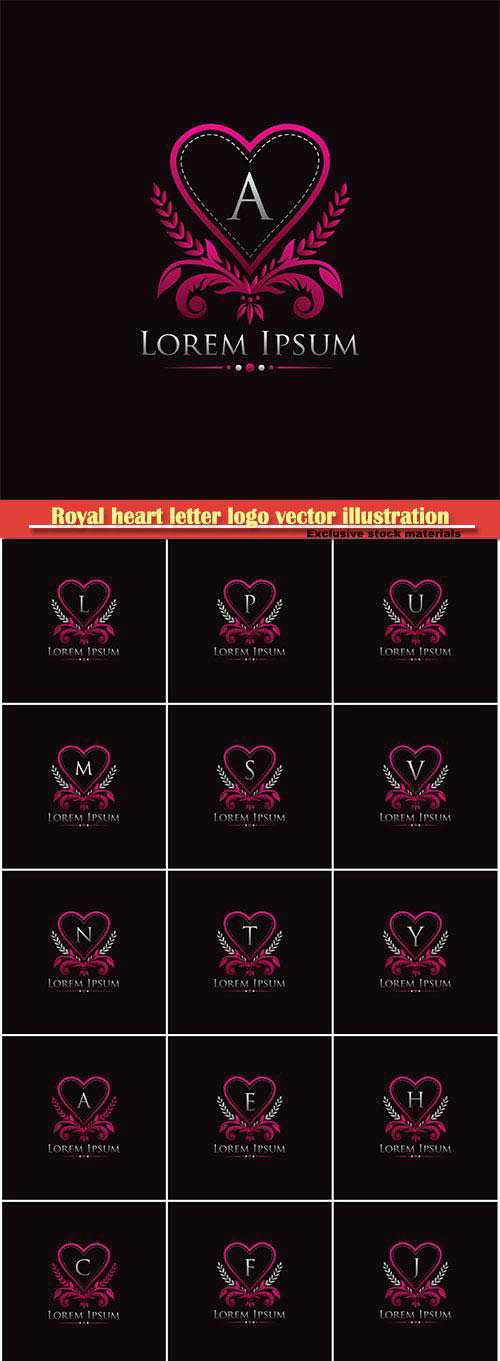 A
LOREM IPSUM
Royal heart letter logo vector illustration
Exclusive stock materials
L P U
LOREM IPSUM LOREM IPSUM LOREM IPSUM
M S V
LOREM IPSUM LOREM IPSUM LOREM IPSUM
N T Y
LOREM IPSUM LOREM IPSUM LOREM IPSUM
A E H
LOREM IPSUM LOREM IPSUM LOREM IPSUM
C F J
LOREM IPSUM LOREM IPSUM LOREM IPSUM